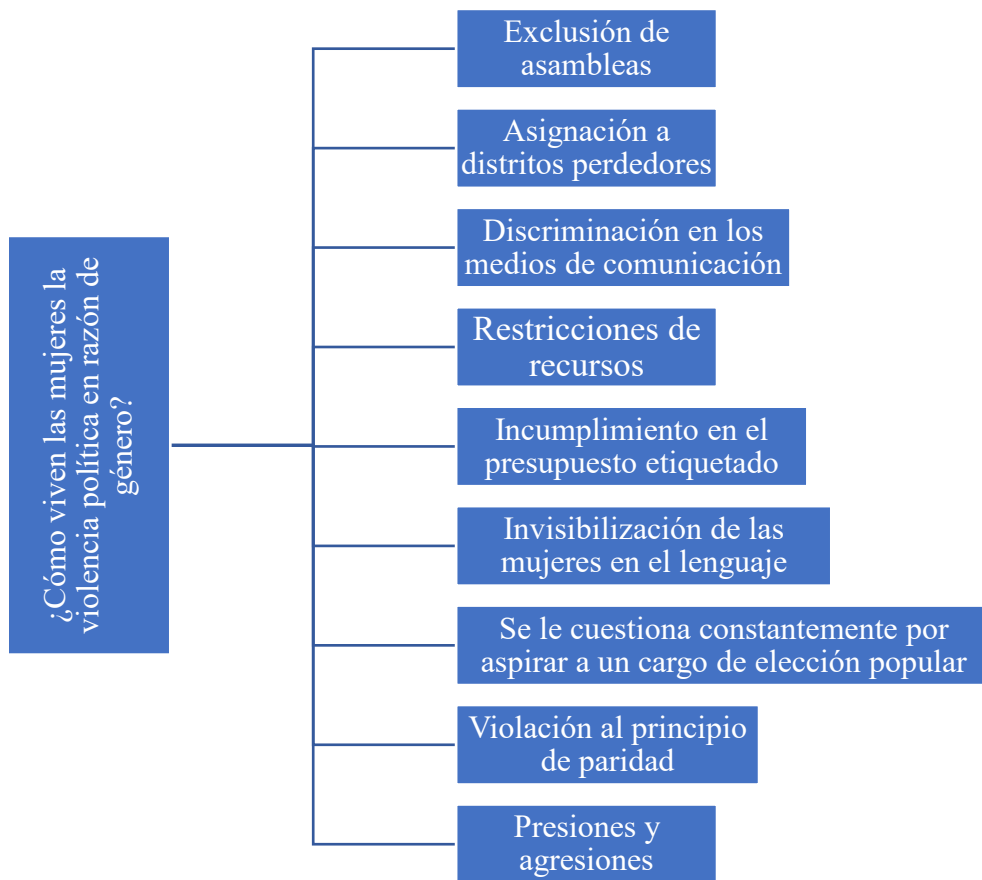 ¿Cómo viven las mujeres la
violencia política en razón de
género?
Exclusión de
asambleas
Asignación a
distritos perdedores
Discriminación en los
medios de comunicación
Restricciones de
recursos
Incumplimiento en el
presupuesto etiquetado
Invisibilización de las
mujeres en el lenguaje
Se le cuestiona constantemente por
aspirar a un cargo de elección popular
Violación al principio
de paridad
Presiones y
agresiones